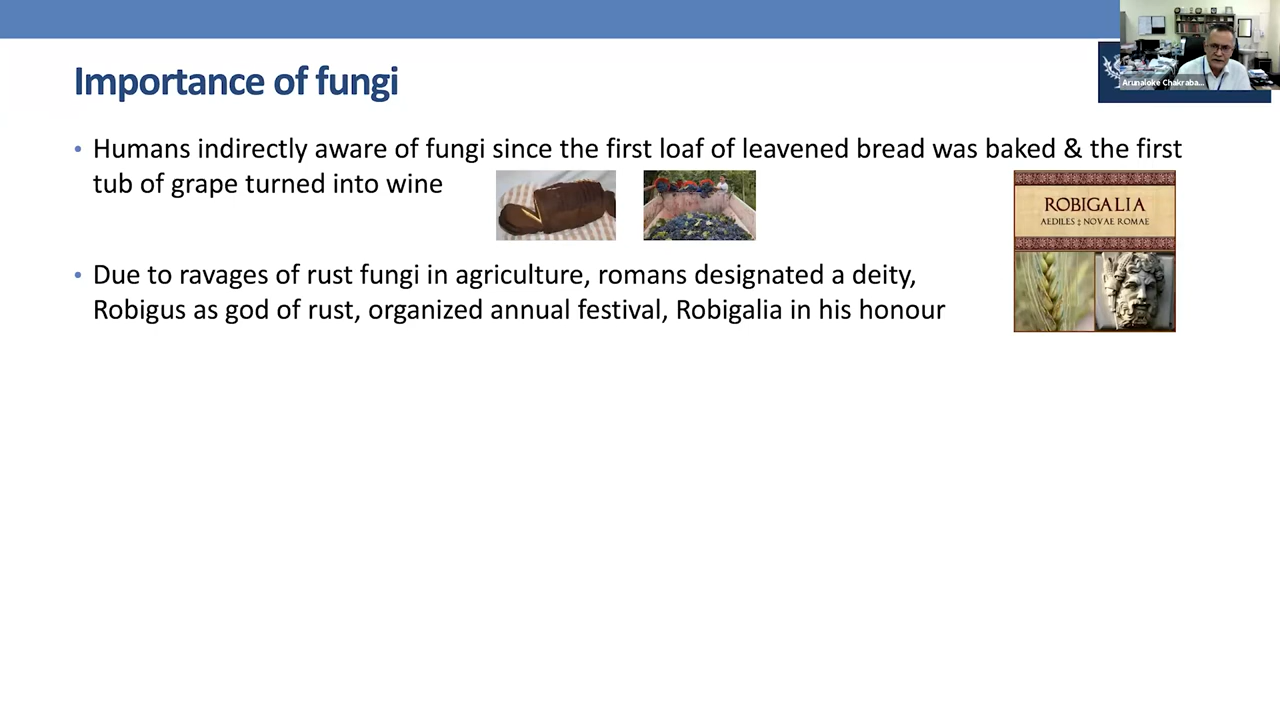 Importance of fungi
Arunaloke Chakraba...
• Humans indirectly aware of fungi since the first loaf of leavened bread was baked & the first
tub of grape turned into wine
ROBIGALIA
AEDILES ‡ NOVAE ROMAE
• Due to ravages of rust fungi in agriculture, romans designated a deity,
Robigus as god of rust, organized annual festival, Robigalia in his honour